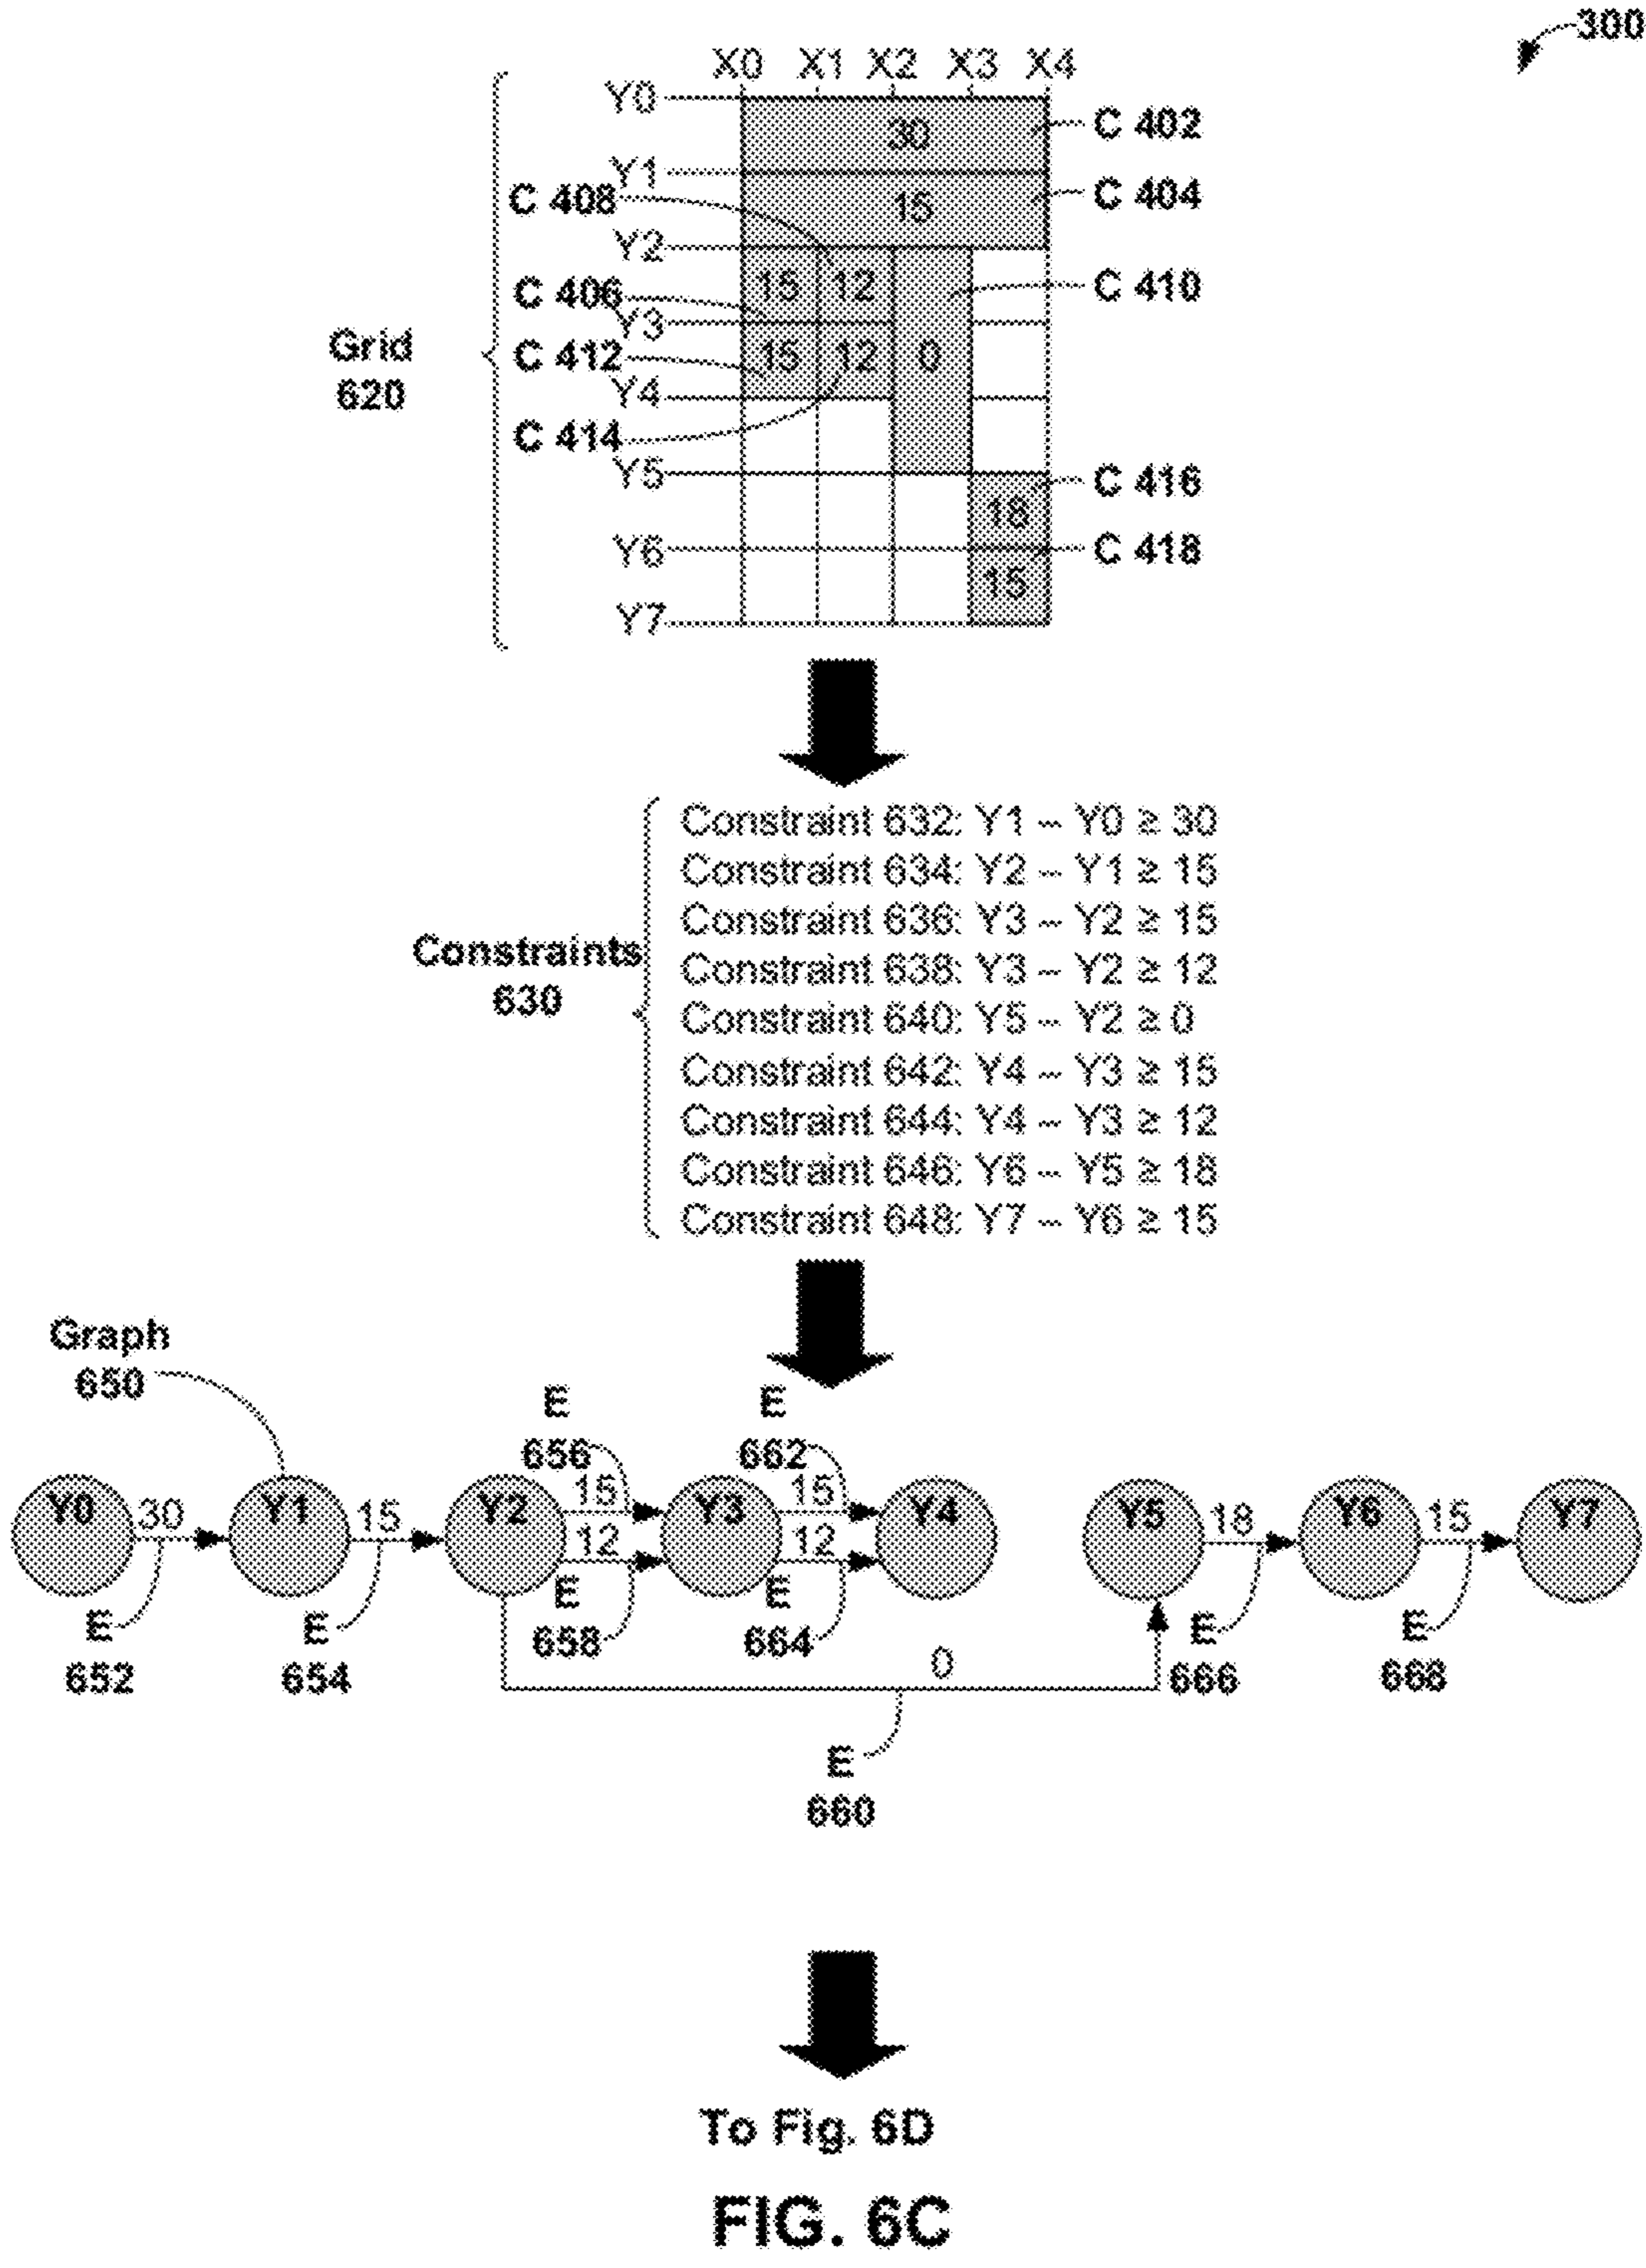 300
X0 X1 X2 X3 X4
Y0
30
C 402
Y1
C 408
15
C 404
Y2
15 12
C 410
C 406
Y3
Grid
620
C 412
15 12 0
Y4
C 414
Y5
C 416
18
Y6
C 418
15
Y7
Constraint 632: Y1 – Y0 ≥ 30
Constraint 634: Y2 – Y1 ≥ 15
Constraint 636: Y3 – Y2 ≥ 15
Constraints
630
Constraint 638: Y3 – Y2 ≥ 12
Constraint 640: Y5 – Y2 ≥ 0
Constraint 642: Y4 – Y3 ≥ 15
Constraint 644: Y4 – Y3 ≥ 12
Constraint 646: Y6 – Y5 ≥ 18
Constraint 648: Y7 – Y6 ≥ 15
Graph
650
E
656
E
662
Y0 30 Y1 15 Y2 15 Y3 15 Y4 Y5 18 Y6 15 Y7
12 12
E
652
E
654
E
658
E
664
0
E
666
E
668
E
660
To Fig. 6D
FIG. 6C